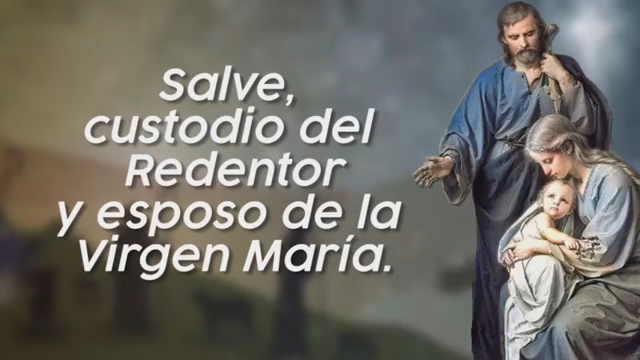 Salve,
custodio del
Redentor
y esposo de la
Virgen María.